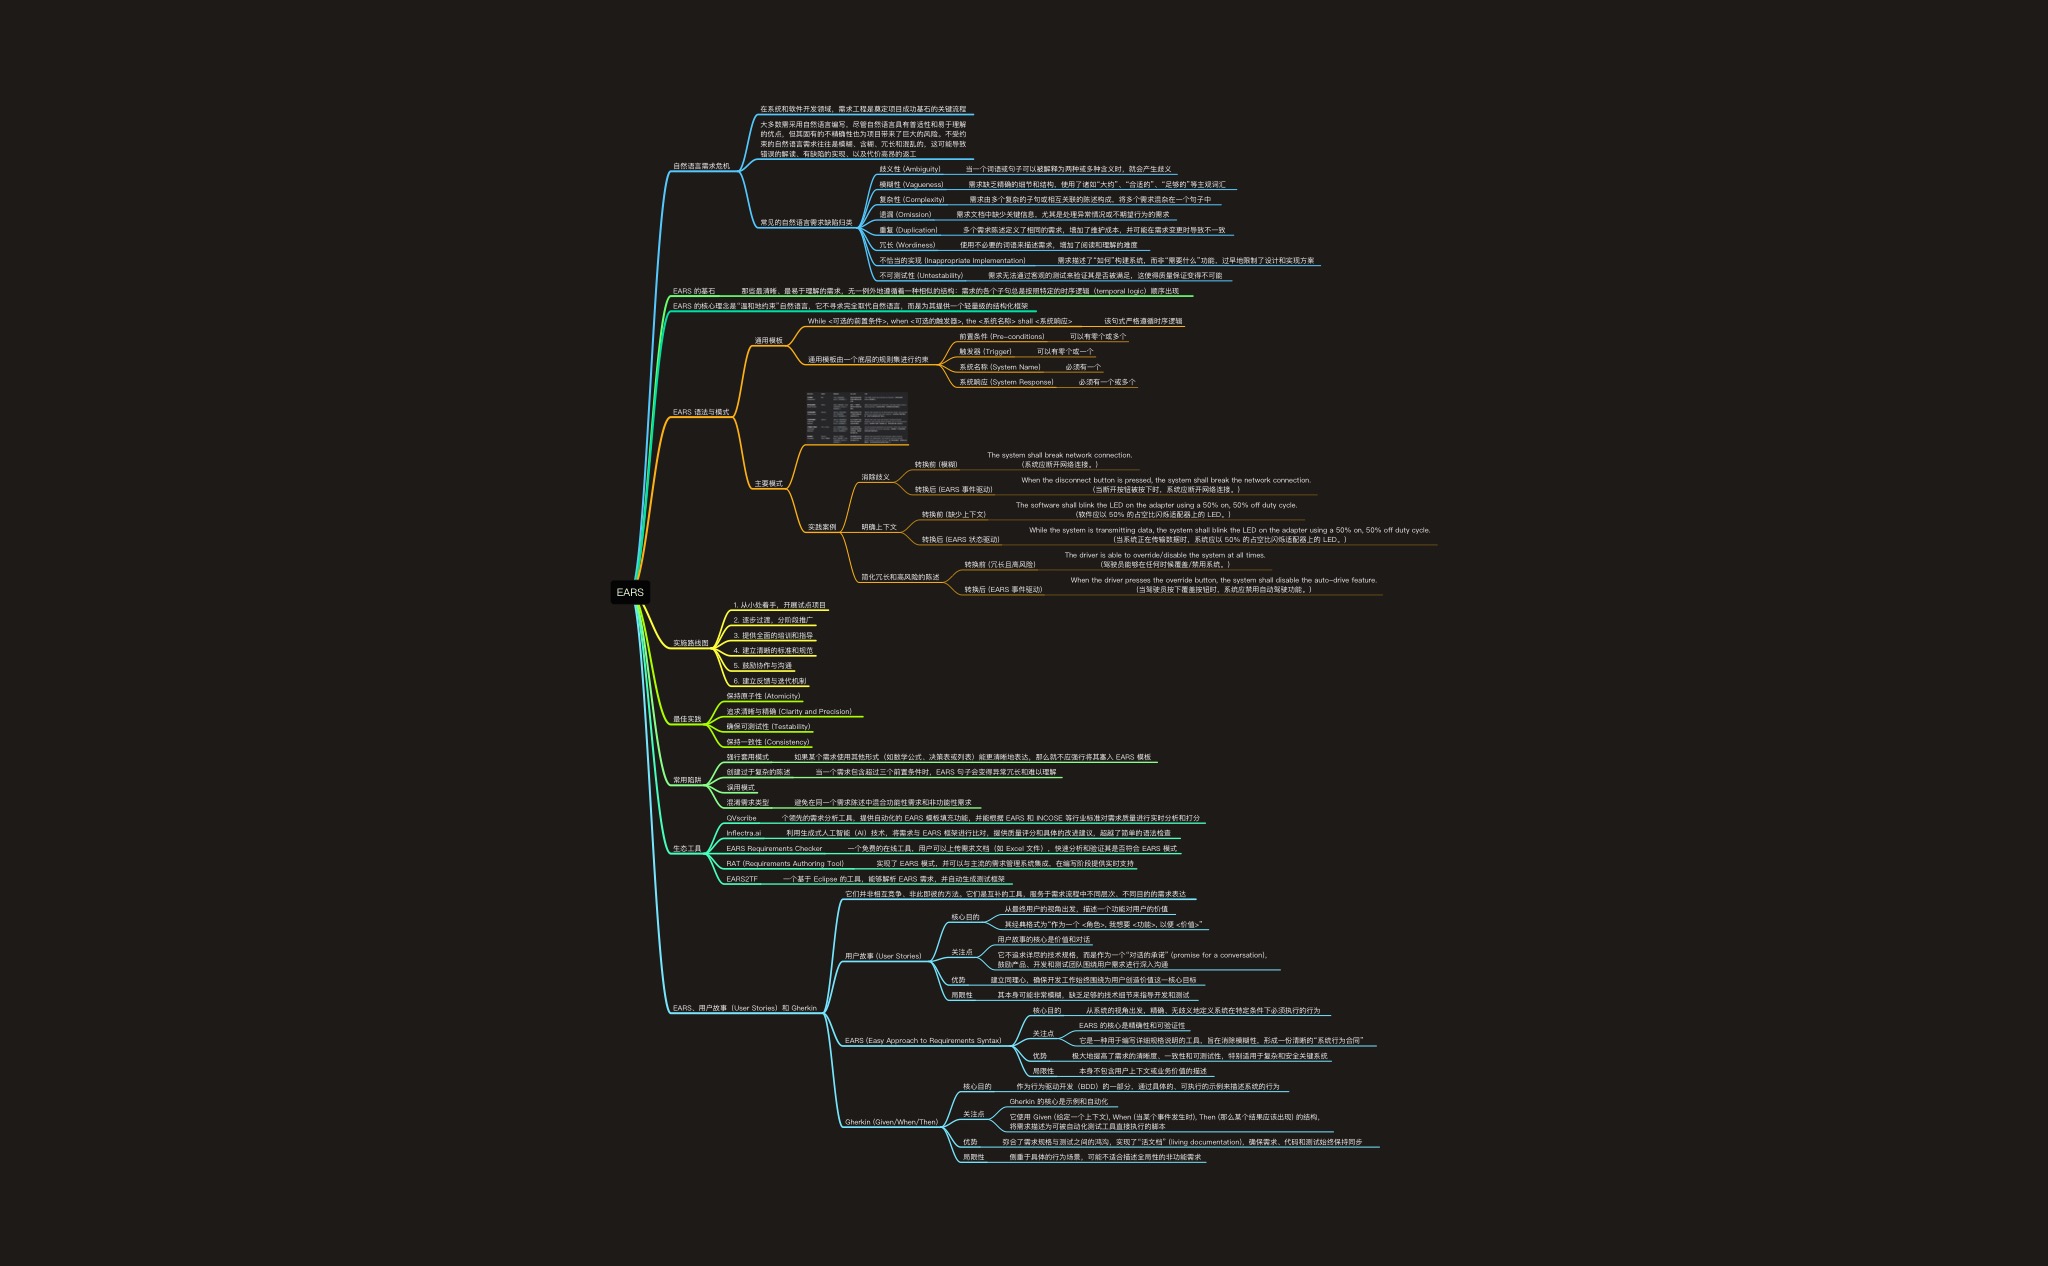 EARS
自然语言需求危机
在系统和软件开发领域，需求工程是奠定项目成功基石的关键流程
大多数需采用自然语言编写、尽管自然语言具有普适性和易于理解
的优点，但其固有的不精确性也为项目带来了巨大的风险。不受约
束的自然语言需求往往是模糊、含糊、冗长和混乱的，这可能导致
错误的解读、有缺陷的实现、以及代价高昂的返工
常见的自然语言需求缺陷归类
歧义性 (Ambiguity) 当一个词语或句子可以被解释为两种或多种含义时，就会产生歧义
模糊性 (Vagueness) 需求缺乏精确的细节和结构，使用了诸如“大约”、“合适的”、“足够的”等主观词汇
复杂性 (Complexity) 需求由多个复杂的子句或相互关联的陈述构成，将多个需求混杂在一个句子中
遗漏 (Omission) 需求文档中缺少关键信息，尤其是处理异常情况或不期望行为的需求
重复 (Duplication) 多个需求陈述定义了相同的需求，增加了维护成本，并可能在需求变更时导致不一致
冗长 (Wordiness) 使用不必要的词语来描述需求，增加了阅读和理解的难度
不恰当的实现 (Inappropriate Implementation) 需求描述了“如何”构建系统，而非“需要什么”功能，过早地限制了设计和实现方案
不可测试性 (Untestability) 需求无法通过客观的测试来验证其是否被满足，这使得质量保证变得不可能
EARS 的基石 那些最清晰、最易于理解的需求，无一例外地遵循着一种相似的结构：需求的各个子句总是按照特定的时序逻辑（temporal logic）顺序出现
EARS 的核心理念是“温和地约束”自然语言，它不寻求完全取代自然语言，而是为其提供一个轻量级的结构化框架
EARS 语法与模式
通用模板
While <可选的前置条件>, when <可选的触发器>, the <系统名称> shall <系统响应> 该句式严格遵循时序逻辑
通用模板由一个底层的规则集进行约束
前置条件 (Pre-conditions) 可以有零个或多个
触发器 (Trigger) 可以有零个或一个
系统名称 (System Name) 必须有一个
系统响应 (System Response) 必须有一个或多个
主要模式
实践案例
消除歧义
转换前 (模糊) The system shall break network connection.
（系统应断开网络连接。）
转换后 (EARS 事件驱动) When the disconnect button is pressed, the system shall break the network connection.
（当断开按钮被按下时，系统应断开网络连接。）
明确上下文
转换前 (缺少上下文) The software shall blink the LED on the adapter using a 50% on, 50% off duty cycle.
（软件应以 50% 的占空比闪烁适配器上的 LED。）
转换后 (EARS 状态驱动) While the system is transmitting data, the system shall blink the LED on the adapter using a 50% on, 50% off duty cycle.
（当系统正在传输数据时，系统应以 50% 的占空比闪烁适配器上的 LED。）
简化冗长和高风险的陈述
转换前 (冗长且高风险) The driver is able to override/disable the system at all times.
（驾驶员能够在任何时候覆盖/禁用系统。）
转换后 (EARS 事件驱动) When the driver presses the override button, the system shall disable the auto-drive feature.
（当驾驶员按下覆盖按钮时，系统应禁用自动驾驶功能。）
实施路线图
1. 从小处着手，开展试点项目
2. 逐步过渡，分阶段推广
3. 提供全面的培训和指导
4. 建立清晰的标准和规范
5. 鼓励协作与沟通
6. 建立反馈与迭代机制
最佳实践
保持原子性 (Atomicity)
追求清晰与精确 (Clarity and Precision)
确保可测试性 (Testability)
保持一致性 (Consistency)
常用陷阱
强行套用模式 如果某个需求使用其他形式（如数学公式、决策表或列表）能更清晰地表达，那么就不应强行将其塞入 EARS 模板
创建过于复杂的陈述 当一个需求包含超过三个前置条件时，EARS 句子会变得异常冗长和难以理解
误用模式
混淆需求类型 避免在同一个需求陈述中混合功能性需求和非功能性需求
生态工具
QVscribe 个领先的需求分析工具，提供自动化的 EARS 模板填充功能，并能根据 EARS 和 INCOSE 等行业标准对需求质量进行实时分析和打分
Inflectra.ai 利用生成式人工智能（AI）技术，将需求与 EARS 框架进行比对，提供质量评分和具体的改进建议，超越了简单的语法检查
EARS Requirements Checker 一个免费的在线工具，用户可以上传需求文档（如 Excel 文件），快速分析和验证其是否符合 EARS 模式
RAT (Requirements Authoring Tool) 实现了 EARS 模式，并可以与主流的需求管理系统集成，在编写阶段提供实时支持
EARS2TF 一个基于 Eclipse 的工具，能够解析 EARS 需求，并自动生成测试框架
EARS、用户故事（User Stories）和 Gherkin
它们并非相互竞争、非此即彼的方法。它们是互补的工具，服务于需求流程中不同层次、不同目的的需求表达
用户故事 (User Stories)
核心目的
从最终用户的视角出发，描述一个功能对用户的价值
其经典格式为“作为一个 <角色>, 我想要 <功能>, 以便 <价值>”
关注点
用户故事的核心是价值和对话
它不追求详尽的技术规格，而是作为一个“对话的承诺” (promise for a conversation)，
鼓励产品、开发和测试团队围绕用户需求进行深入沟通
优势 建立同理心，确保开发工作始终围绕为用户创造价值这一核心目标
局限性 其本身可能非常模糊，缺乏足够的技术细节来指导开发和测试
EARS (Easy Approach to Requirements Syntax)
核心目的 从系统的视角出发，精确、无歧义地定义系统在特定条件下必须执行的行为
关注点
EARS 的核心是精确性和可验证性
它是一种用于编写详细规格说明的工具，旨在消除模糊性，形成一份清晰的“系统行为合同”
优势 极大地提高了需求的清晰度、一致性和可测试性，特别适用于复杂和安全关键系统
局限性 本身不包含用户上下文或业务价值的描述
Gherkin (Given/When/Then)
核心目的 作为行为驱动开发（BDD）的一部分，通过具体的、可执行的示例来描述系统的行为
关注点
Gherkin 的核心是示例和自动化
它使用 Given (给定一个上下文), When (当某个事件发生时), Then (那么某个结果应该出现) 的结构，
将需求描述为可被自动化测试工具直接执行的脚本
优势 弥合了需求规格与测试之间的鸿沟，实现了“活文档” (living documentation)，确保需求、代码和测试始终保持同步
局限性 侧重于具体的行为场景，可能不适合描述全局性的非功能需求